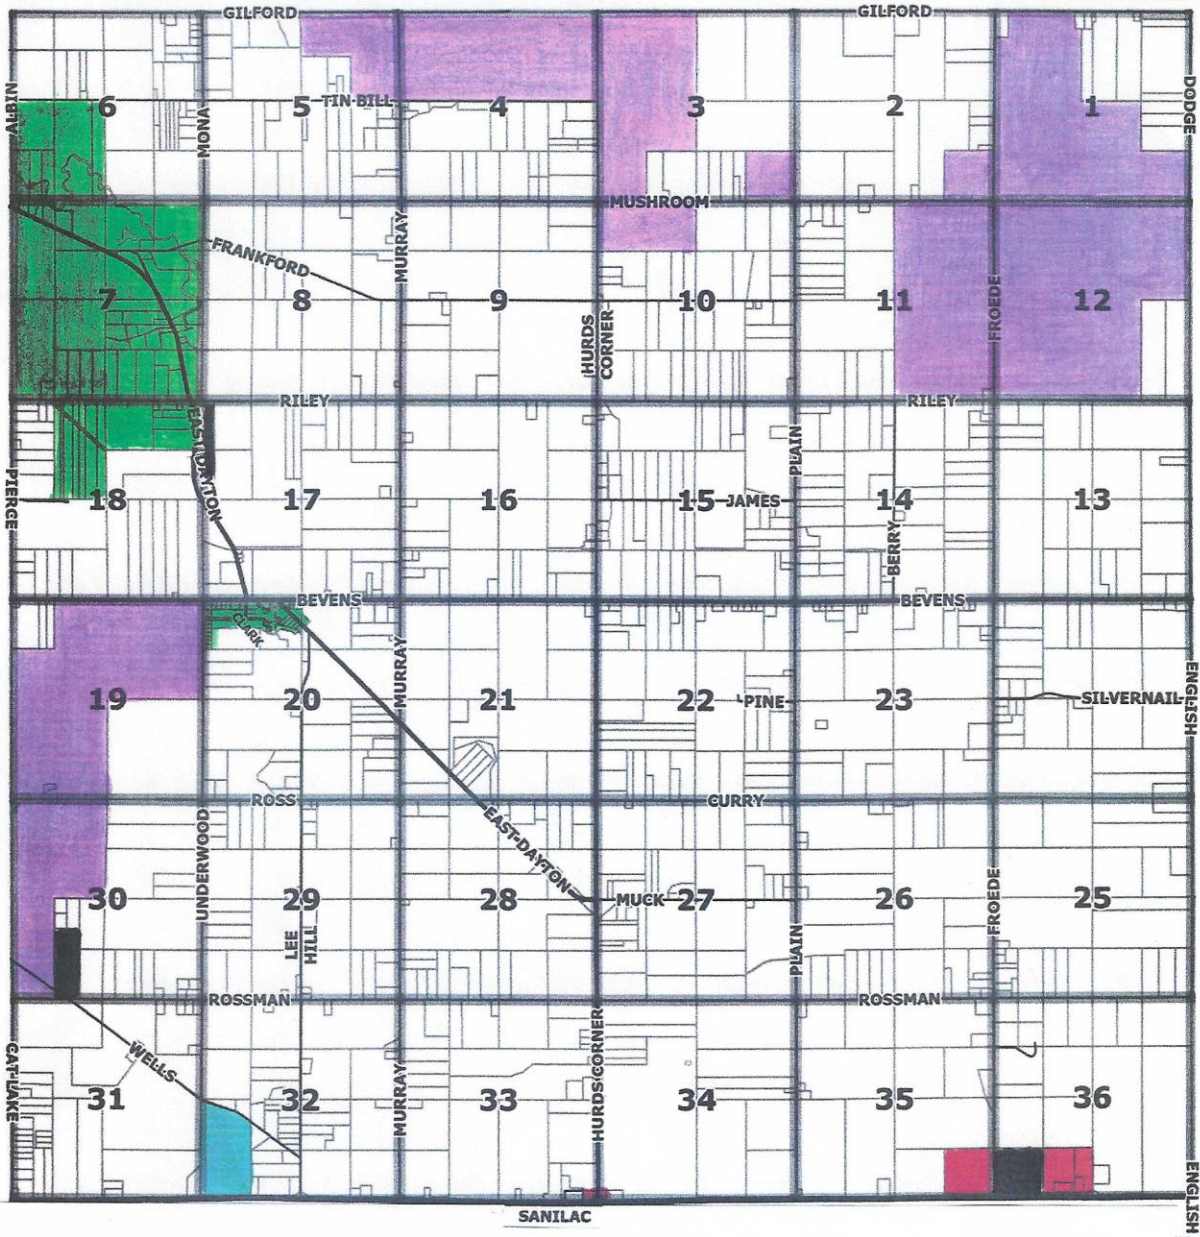 GILFORD GILFORD
ALBIN
6
MONA
5
TIN BILL
4
3
2
1
DODGE
MUSHROOM
FRANKFORD
MURRAY
7
8
9
HURDS
CORNER
10
11
FROEDE
12
RILEY RILEY
PIERGE
18
EAST DAYTON
17
16
15
JAMES
PLAIN
14
BERRY
13
BEVENS BEVENS
CLARK
19
20
MURRAY
21
22
PINE
23
SILVERNAIL
ENGLISH
ROSS CURRY
30
UNDERWOOD
29
LEE
HILL
28
EAST-DAYTON
MUCK
27
PLAIN
26
FROEDE
25
ROSSMAN ROSSMAN
CAT-LAKE
31
WELLS
32
MURRAY
33
HURDS CORNER
34
35
36
ENGLISH
SANILAC